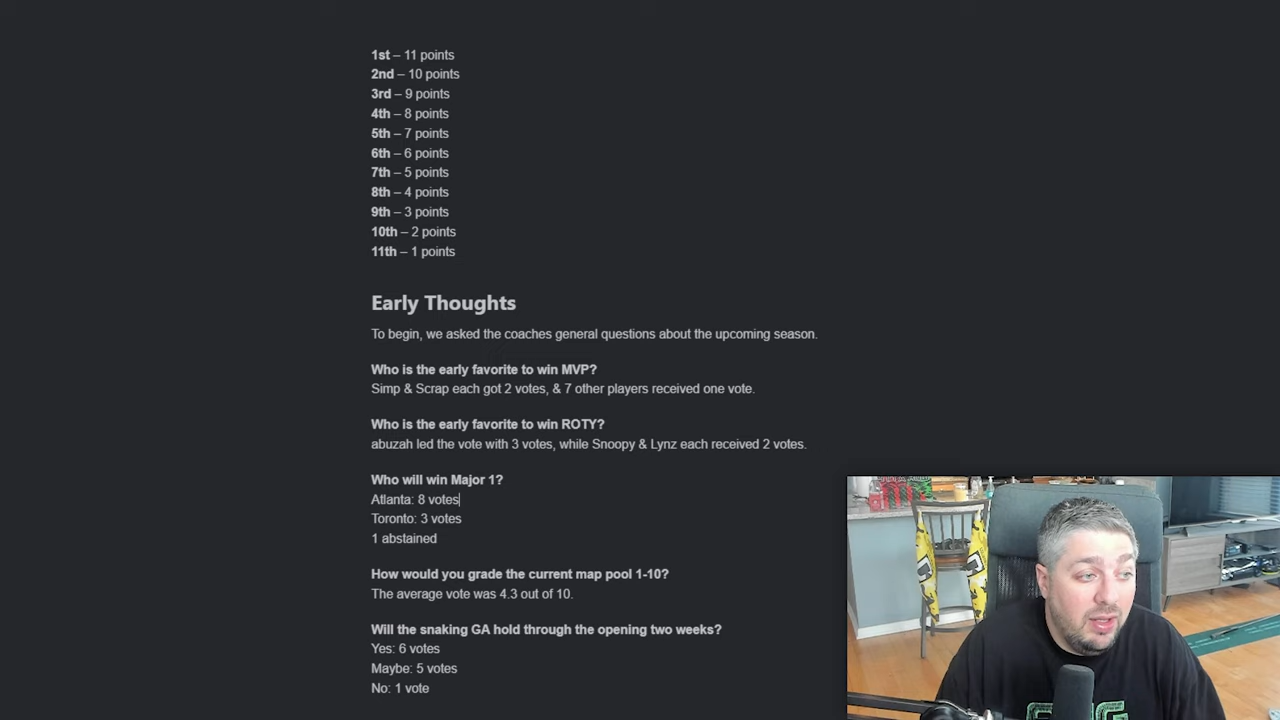 1st – 11 points
2nd – 10 points
3rd – 9 points
4th – 8 points
5th – 7 points
6th – 6 points
7th – 5 points
8th – 4 points
9th – 3 points
10th – 2 points
11th – 1 points
Early Thoughts
To begin, we asked the coaches general questions about the upcoming season.
Who is the early favorite to win MVP?
Simp & Scrap each got 2 votes, & 7 other players received one vote.
Who is the early favorite to win ROTY?
abuzah led the vote with 3 votes, while Snoopy & Lynz each received 2 votes.
Who will win Major 1?
Atlanta: 8 votes
Toronto: 3 votes
1 abstained
How would you grade the current map pool 1-10?
The average vote was 4.3 out of 10.
Will the snaking GA hold through the opening two weeks?
Yes: 6 votes
Maybe: 5 votes
No: 1 vote